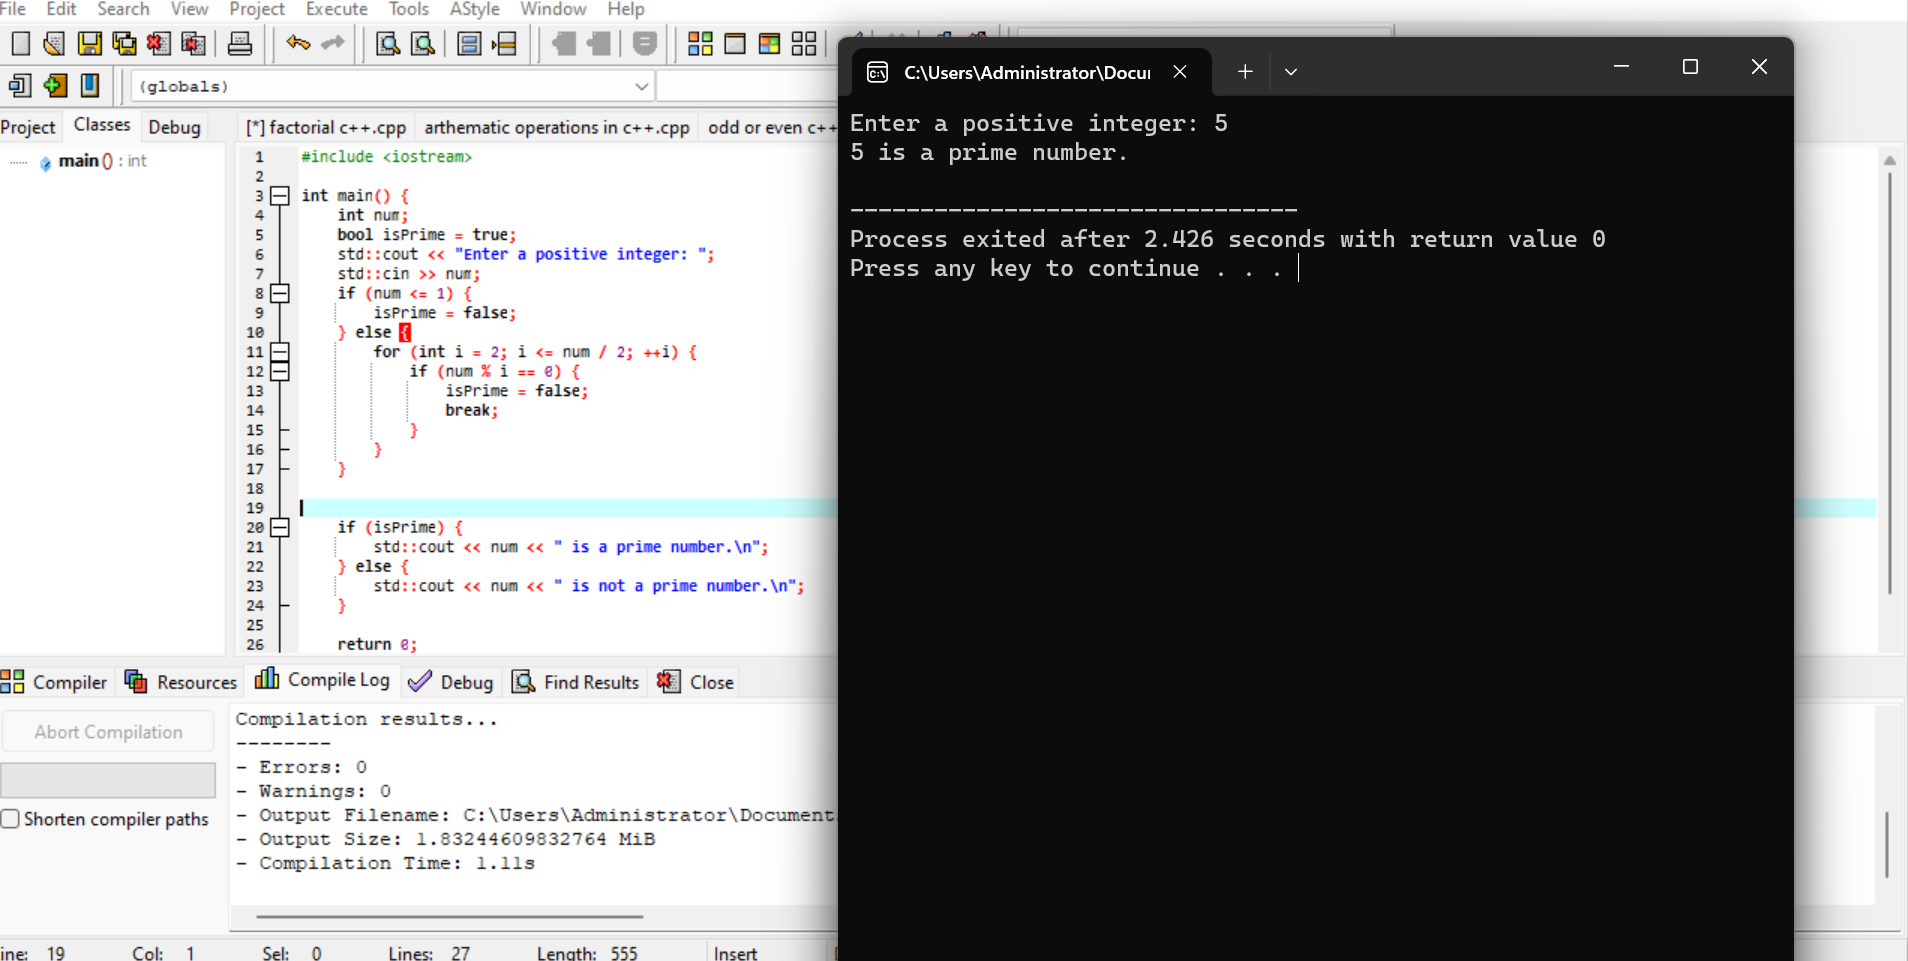 File Edit Search View Project Execute Tools AStyle Window Help
(globals)
Project Classes Debug
main () : int
[*] factorial c++.cpp arthematic operations in c++.cpp odd or even c++
1 #include <iostream>
2
3 int main() {
4 int num;
5 bool isPrime = true;
6 std::cout << "Enter a positive integer: ";
7 std::cin >> num;
8 if (num <= 1) {
9 isPrime = false;
10 } else {
11 for (int i = 2; i <= num / 2; ++i) {
12 if (num % i == 0) {
13 isPrime = false;
14 break;
15 }
16 }
17 }
18
19
20 if (isPrime) {
21 std::cout << num << " is a prime number.\n";
22 } else {
23 std::cout << num << " is not a prime number.\n";
24 }
25
26 return 0;
Compiler Resources Compile Log Debug Find Results Close
Abort Compilation
Shorten compiler paths
Compilation results...
--------
- Errors: 0
- Warnings: 0
- Output Filename: C:\Users\Administrator\Document
- Output Size: 1.83244609832764 MiB
- Compilation Time: 1.11s
ine: 19 Col: 1 Sel: 0 Lines: 27 Length: 555 Insert
C:\Users\Administrator\Docu
Enter a positive integer: 5
5 is a prime number.
--------------------------------
Process exited after 2.426 seconds with return value 0
Press any key to continue . . .